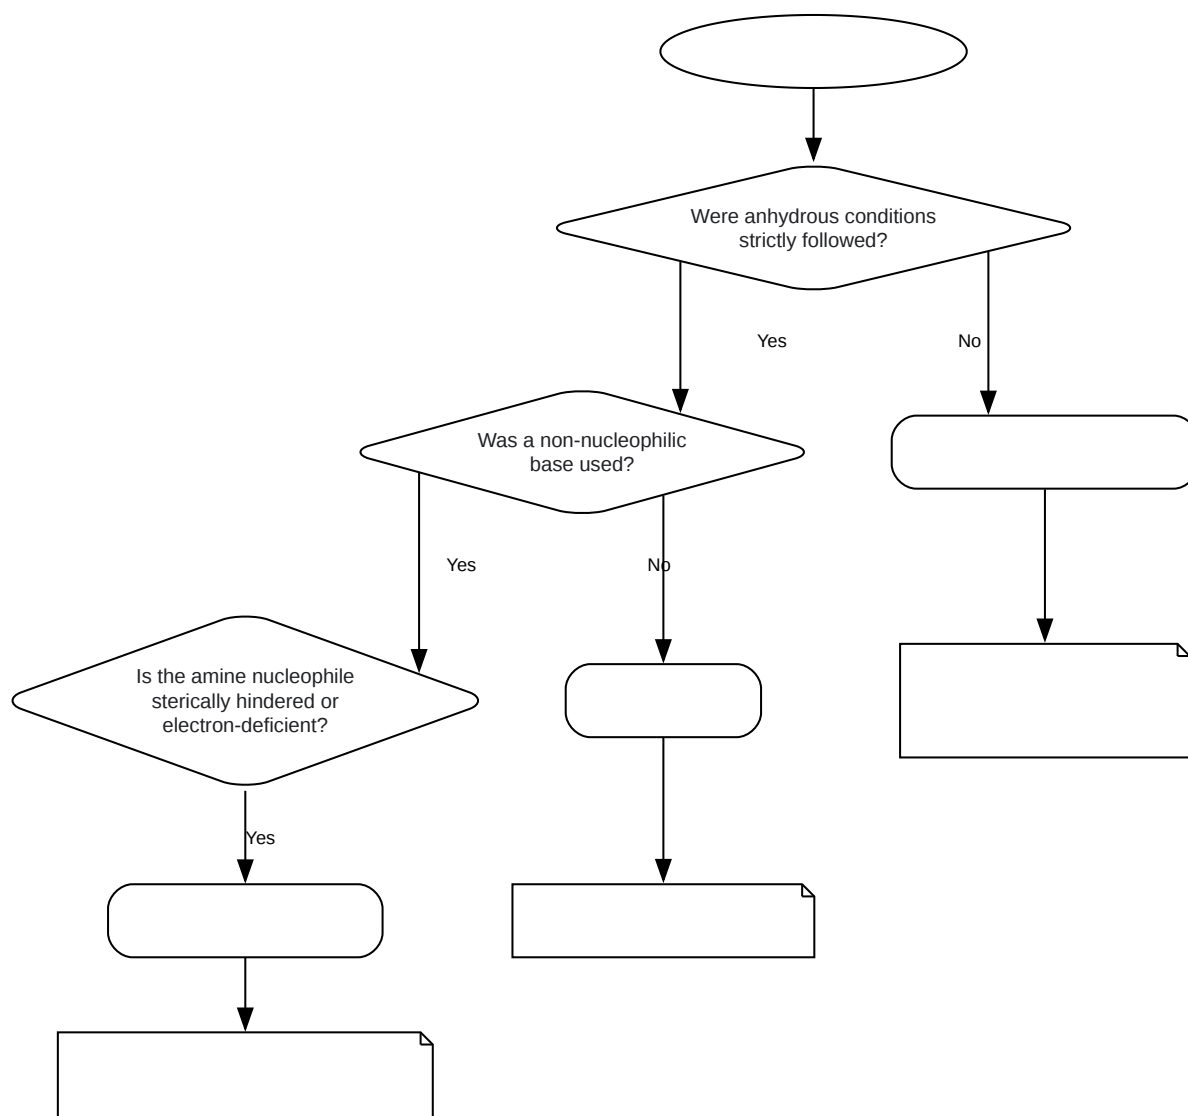 Were anhydrous conditions
strictly followed?
Yes
No
Was a non-nucleophilic
base used?
Yes
No
Is the amine nucleophile
sterically hindered or
electron-deficient?
Yes